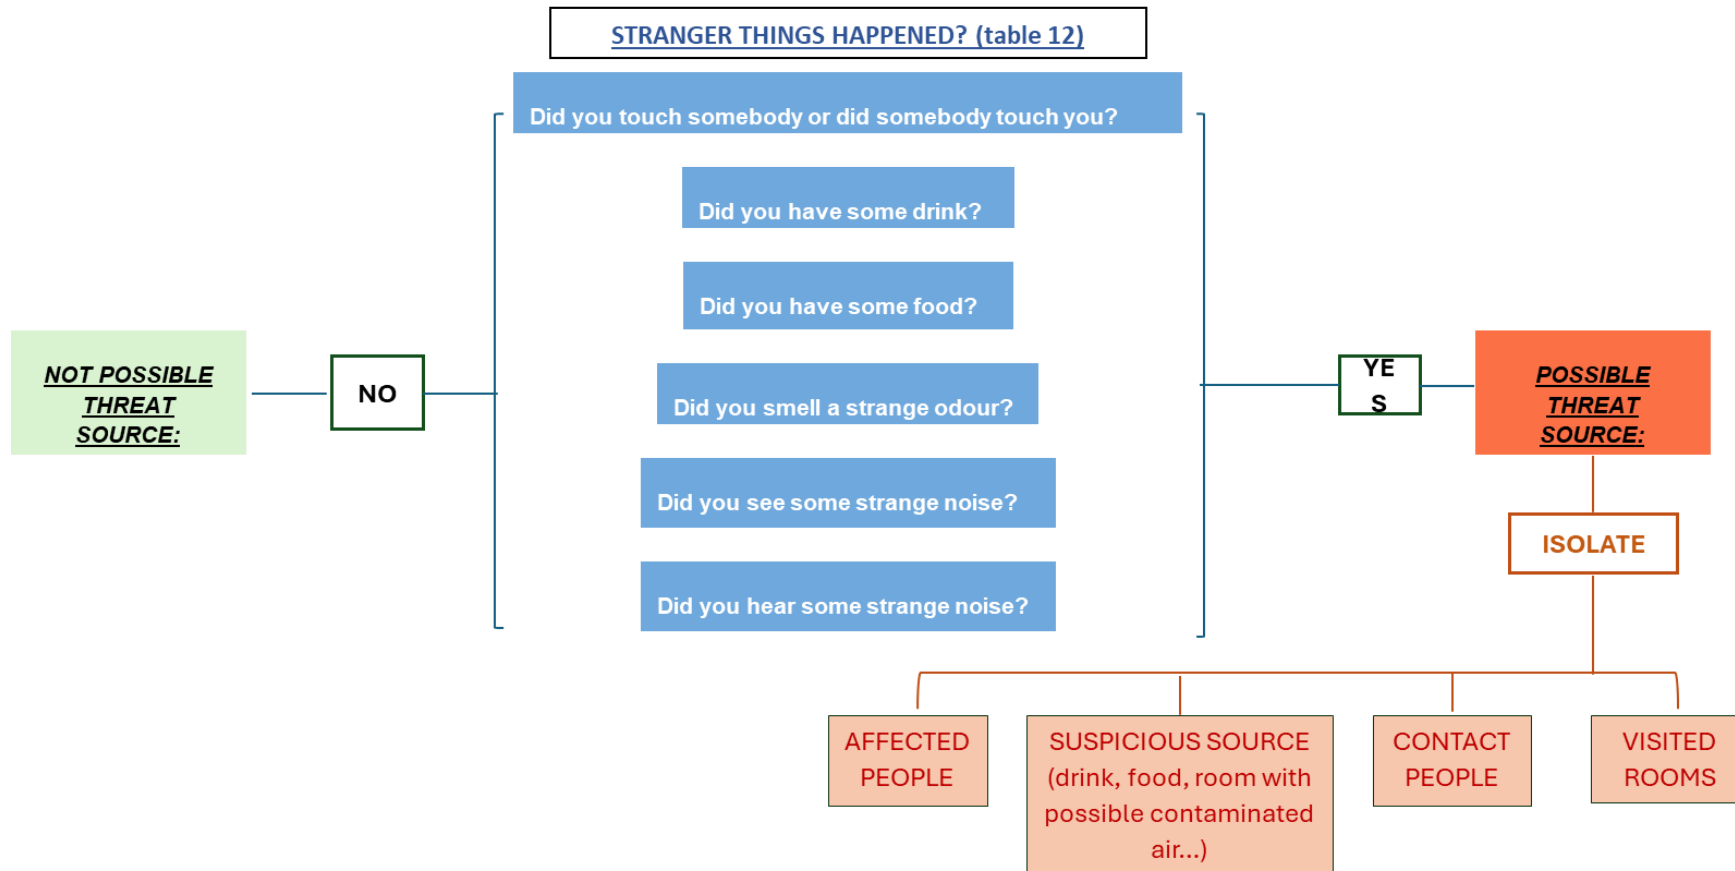 STRANGER THINGS HAPPENED? (table 12)
Did you touch somebody or did somebody touch you?
Did you have some drink?
Did you have some food?
Did you smell a strange odour?
Did you see some strange noise?
Did you hear some strange noise?
NOT POSSIBLE
THREAT
SOURCE:
NO
YE
S
POSSIBLE
THREAT
SOURCE:
ISOLATE
AFFECTED
PEOPLE
SUSPICIOUS SOURCE
(drink, food, room with
possible contaminated
air...)
CONTACT
PEOPLE
VISITED
ROOMS